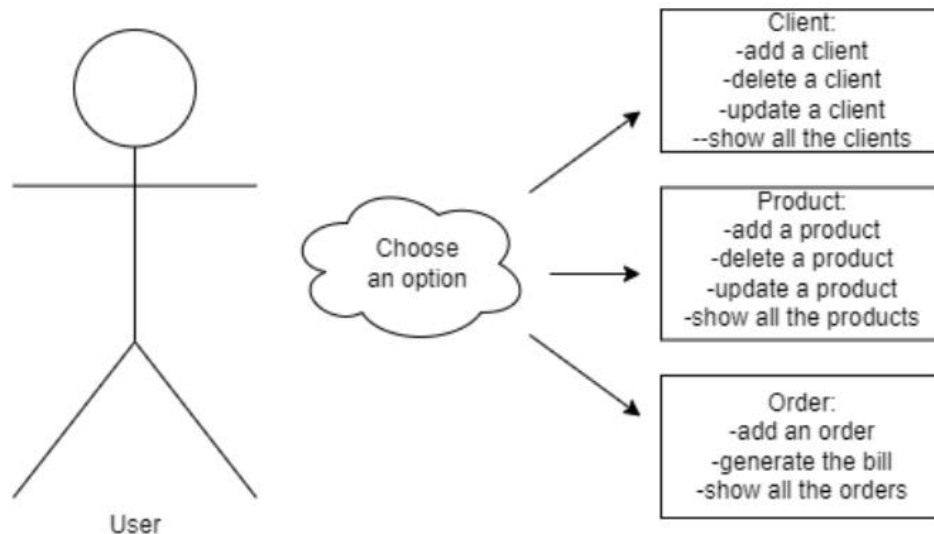 Client:
-add a client
-delete a client
-update a client
--show all the clients
Choose
an option
Product:
-add a product
-delete a product
-update a product
-show all the products
Order:
-add an order
-generate the bill
-show all the orders
User